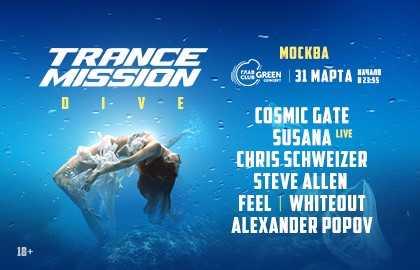 TRANCE
MISSION
DIVE
МОСКВА
ГЛАВ CLUB GREEN CONCERT | 31 МАРТА НАЧАЛО В 23:55
COSMIC GATE
SUSANA LIVE
CHRIS SCHWEIZER
STEVE ALLEN
FEEL | WHITEOUT
ALEXANDER POPOV
18+